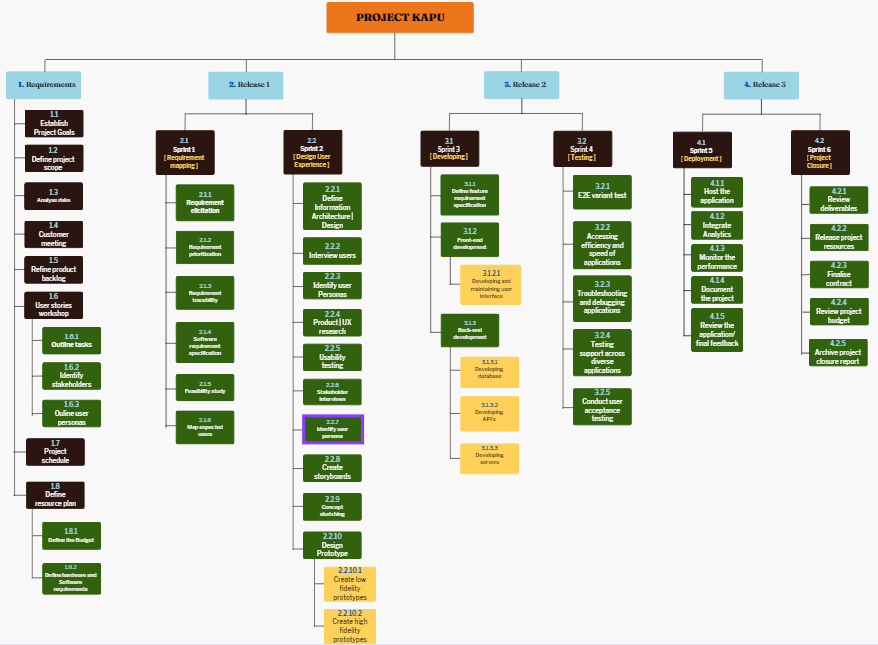 PROJECT KAPU
1. Requirements
1.1
Establish
Project Goals
1.2
Define project
scope
1.3
Analyse risks
1.4
Customer
meeting
1.5
Refine product
backlog
1.6
User stories
workshop
1.6.1
Outline tasks
1.6.2
Identify
stakeholders
1.6.3
Ouline user
personas
1.7
Project
schedule
1.8
Define
resource plan
1.8.1
Define the Budget
1.8.2
Define hardware and
Software
requirements
2. Release 1
2.1
Sprint 1
[ Requirement
mapping ]
2.1.1
Requirement
elicitation
2.1.2
Requirement
prioritization
2.1.3
Requirement
tracability
2.1.4
Software
requirement
specification
2.1.5
Feasibility study
2.1.6
Map expected
users
2.2
Sprint 2
[ Design User
Experience ]
2.2.1
Define
Information
Architecture |
Design
2.2.2
Interview users
2.2.3
Identify user
Personas
2.2.4
Product | UX
research
2.2.5
Usability
testing
2.2.6
Stakeholder
Interviews
2.2.7
Identify user
persona
2.2.8
Create
storyboards
2.2.9
Concept
sketching
2.2.10
Design
Prototype
2.2.10.1
Create low
fidelity
prototypes
2.2.10.2
Create high
fidelity
prototypes
3. Release 2
3.1
Sprint 3
[ Developing ]
3.1.1
Define feature
requirement
specification
3.1.2
Front-end
development
3.1.2.1
Developing and
maintaining user
interface
3.1.3
Back-end
development
3.1.3.1
Developing
database
3.1.3.2
Developing
API's
3.1.3.3
Developing
servers
3.2
Sprint 4
[ Testing ]
3.2.1
E2E variant test
3.2.2
Accessing
efficiency and
speed of
applications
3.2.3
Troubleshooting
and debugging
applications
3.2.4
Testing
support across
diverse
applications
3.2.5
Conduct user
acceptance
testing
4. Release 3
4.1
Sprint 5
[ Deployment ]
4.1.1
Host the
application
4.1.2
Integrate
Analytics
4.1.3
Monitor the
performance
4.1.4
Document
the project
4.1.5
Review the
application/
final feedback
4.2
Sprint 6
[ Project
Closure ]
4.2.1
Review
deliverables
4.2.2
Release project
resources
4.2.3
Finalise
contract
4.2.4
Review project
budget
4.2.5
Archive project
closure report